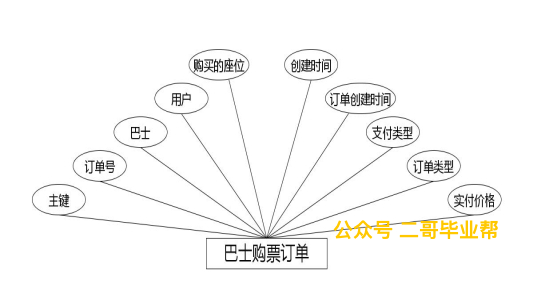 购买的座位
创建时间
用户
订单创建时间
巴士
支付类型
订单号
订单类型
主键
实付价格
公众号 二哥毕业帮
巴士购票订单